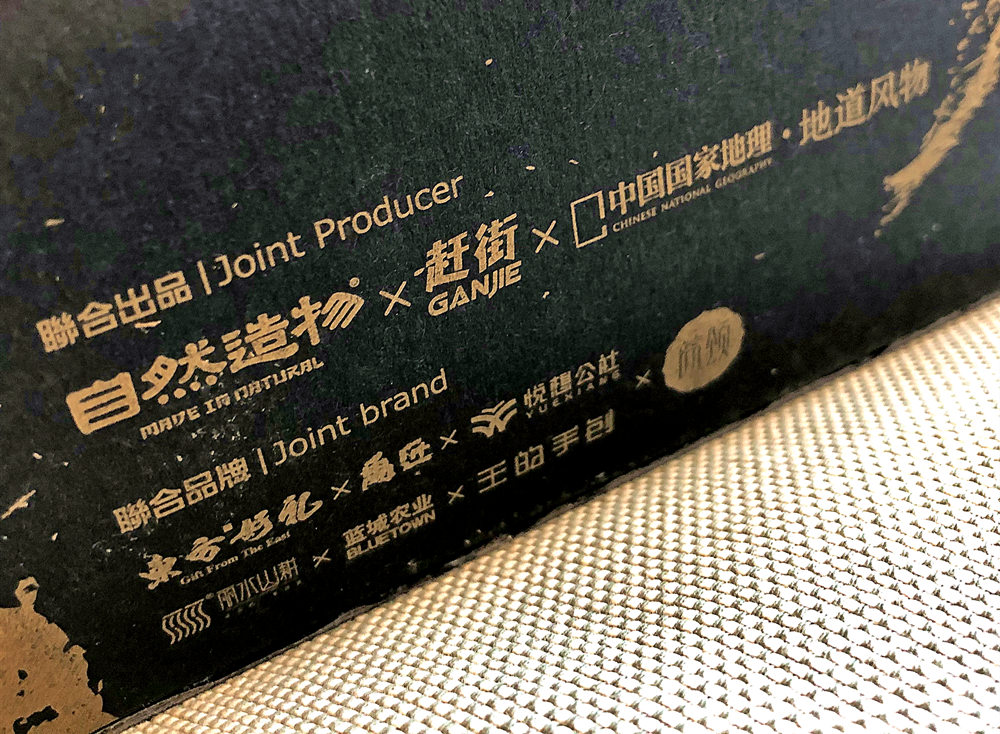 聯合出品 | Joint Producer
自然造物 × 赶街 × 中国国家地理·地道风物
MADE IN NATURAL GANJIE CHINESE NATIONAL GEOGRAPHY
聯合品牌 | Joint brand
東方好礼 × × 悦趣公社 ×
Gift From The East
丽水山耕 × 蓝城农业 × 王的手创
BLUETOWN